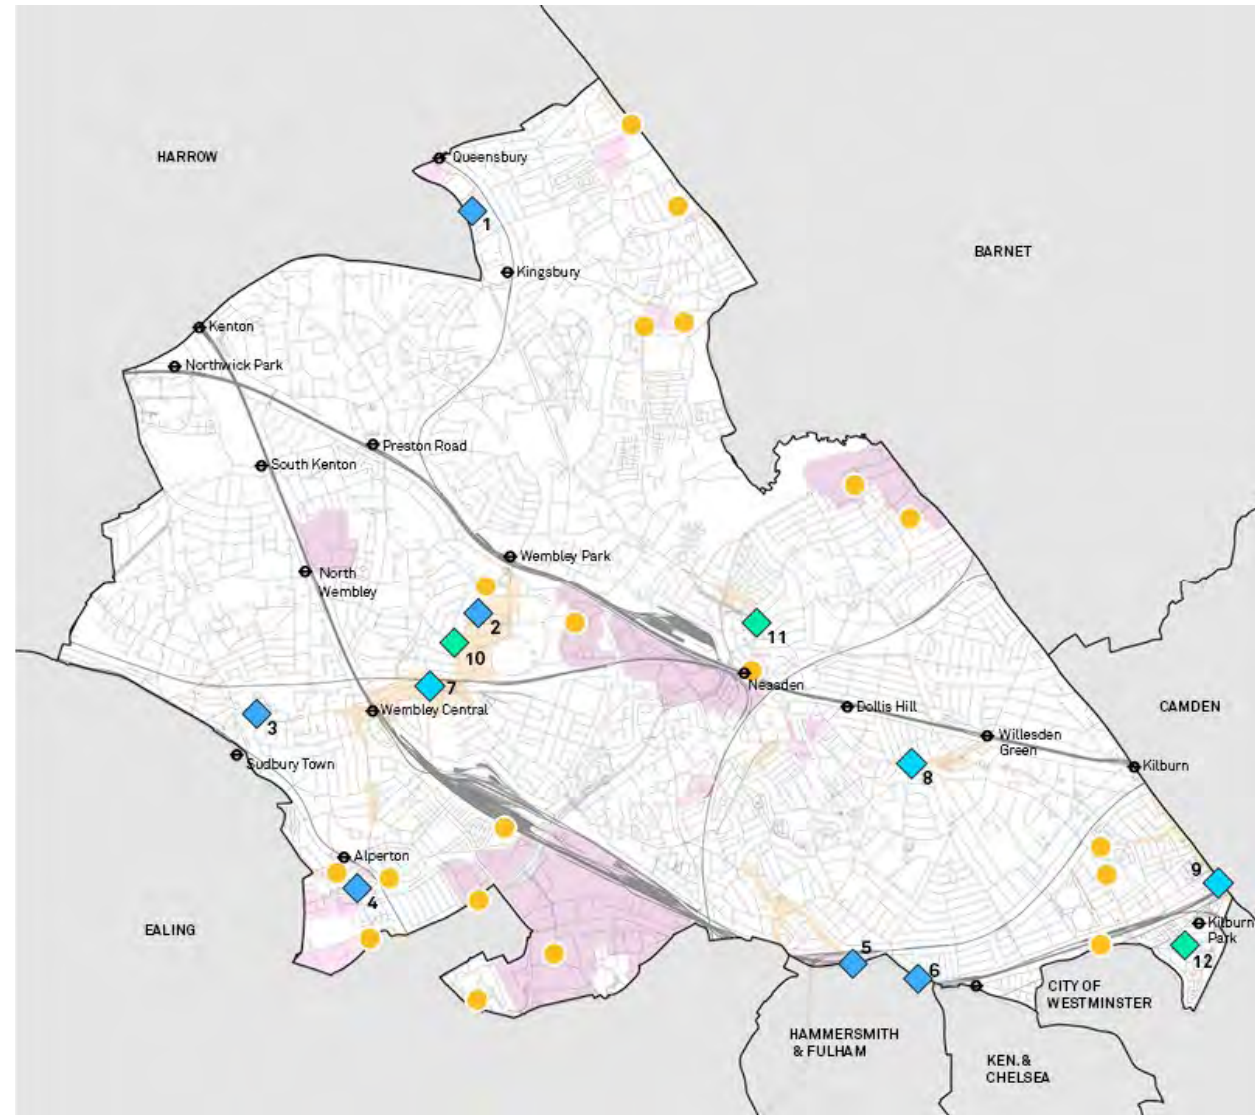 HARROW
Queensbury
1
BARNET
Kingsbury
Kenton
Northwick Park
Preston Road
South Kenton
Wembley Park
North
Wembley
2
11
10
7
Neasden
Wembley Central
Dollis Hill
CAMDEN
3
Willesden
Green
Sudbury Town
Kilburn
8
Alperton
9
4
EALING
Kilburn
Park
5
12
6
CITY OF
WESTMINSTER
HAMMERSMITH
& FULHAM
KEN. &
CHELSEA